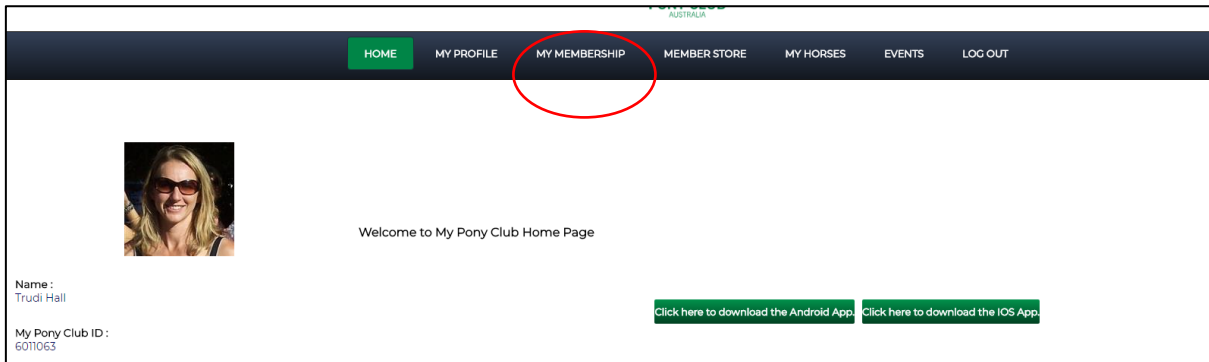 PONY CLUB
AUSTRALIA
HOME MY PROFILE MY MEMBERSHIP MEMBER STORE MY HORSES EVENTS LOG OUT
Welcome to My Pony Club Home Page
Name :
Trudi Hall
Click here to download the Android App. Click here to download the IOS App.
My Pony Club ID :
6011063